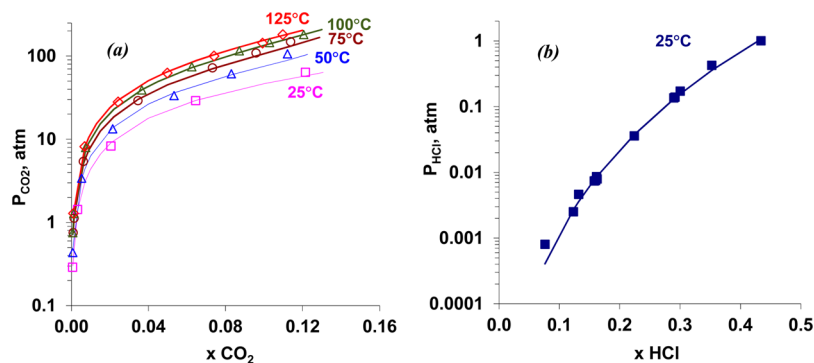 (a)
125°C
100°C
75°C
50°C
25°C
100
10
1
0.1
P_CO2, atm
0.00 0.04 0.08 0.12 0.16
x CO₂
(b)
25°C
1
0.1
0.01
0.001
0.0001
P_HCl, atm
0 0.1 0.2 0.3 0.4 0.5
x HCl